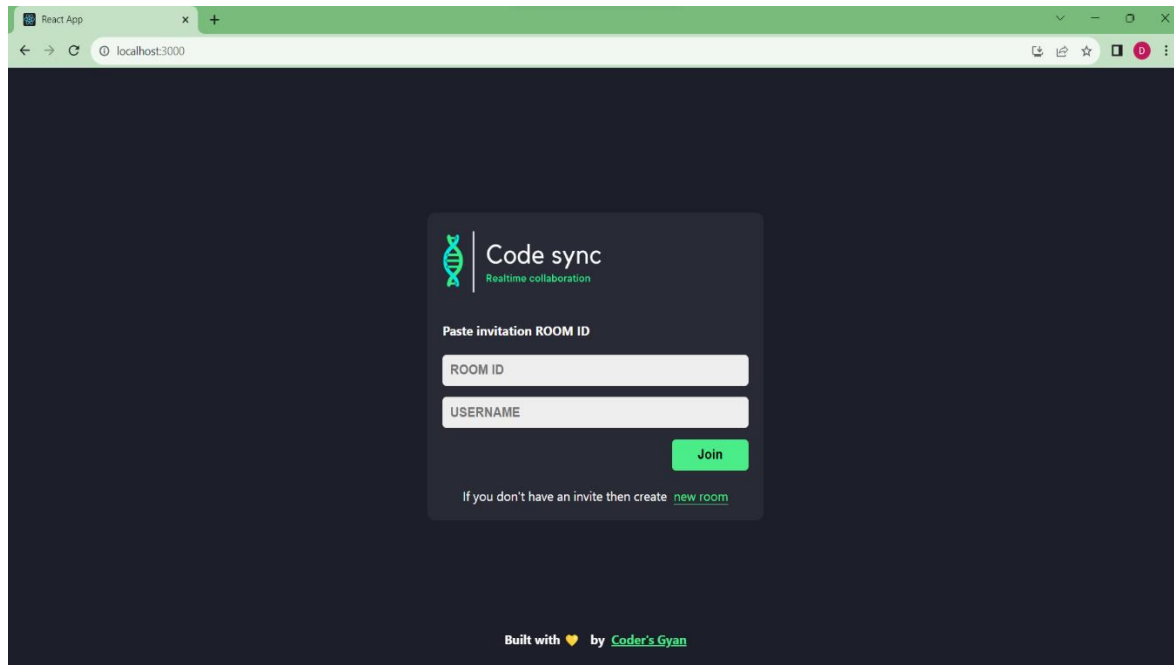 React App
localhost:3000
D
Code sync
Realtime collaboration
Paste invitation ROOM ID
ROOM ID
USERNAME
Join
If you don't have an invite then create new room
Built with 💛 by Coder's Gyan